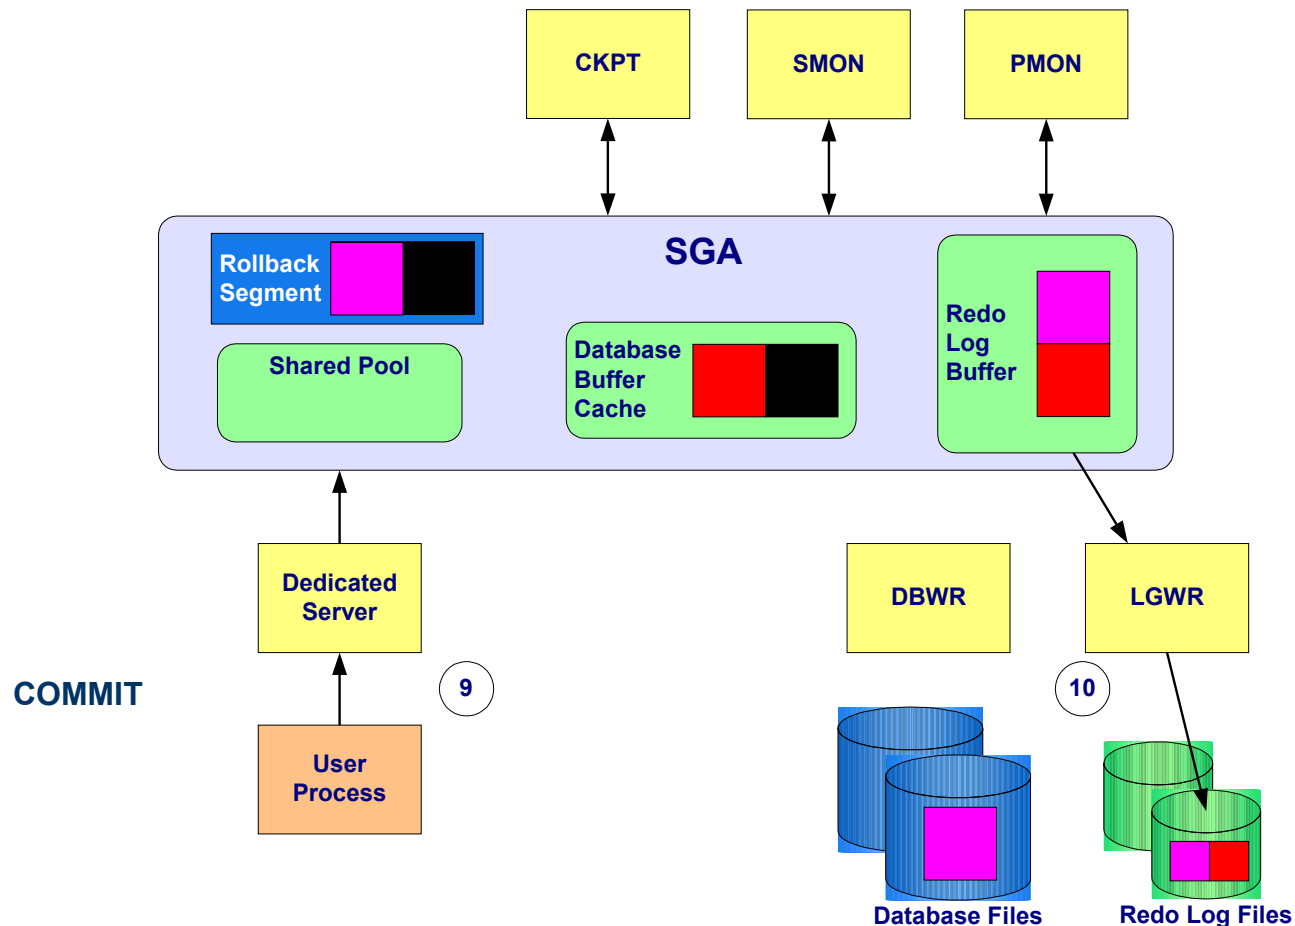 CKPT
SMON
PMON
SGA
Rollback
Segment
Shared Pool
Database
Buffer
Cache
Redo
Log
Buffer
Dedicated
Server
DBWR
LGWR
COMMIT
9
10
User
Process
Database Files
Redo Log Files